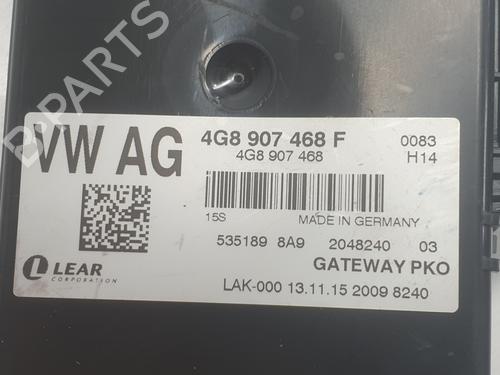 B-PARTS
VW AG 4G8 907 468 F 0083
4G8 907 468 H14
15S MADE IN GERMANY
535189 8A9 2048240 03
LEAR GATEWAY PKO
CORPORATION
LAK-000 13.11.15 2009 8240